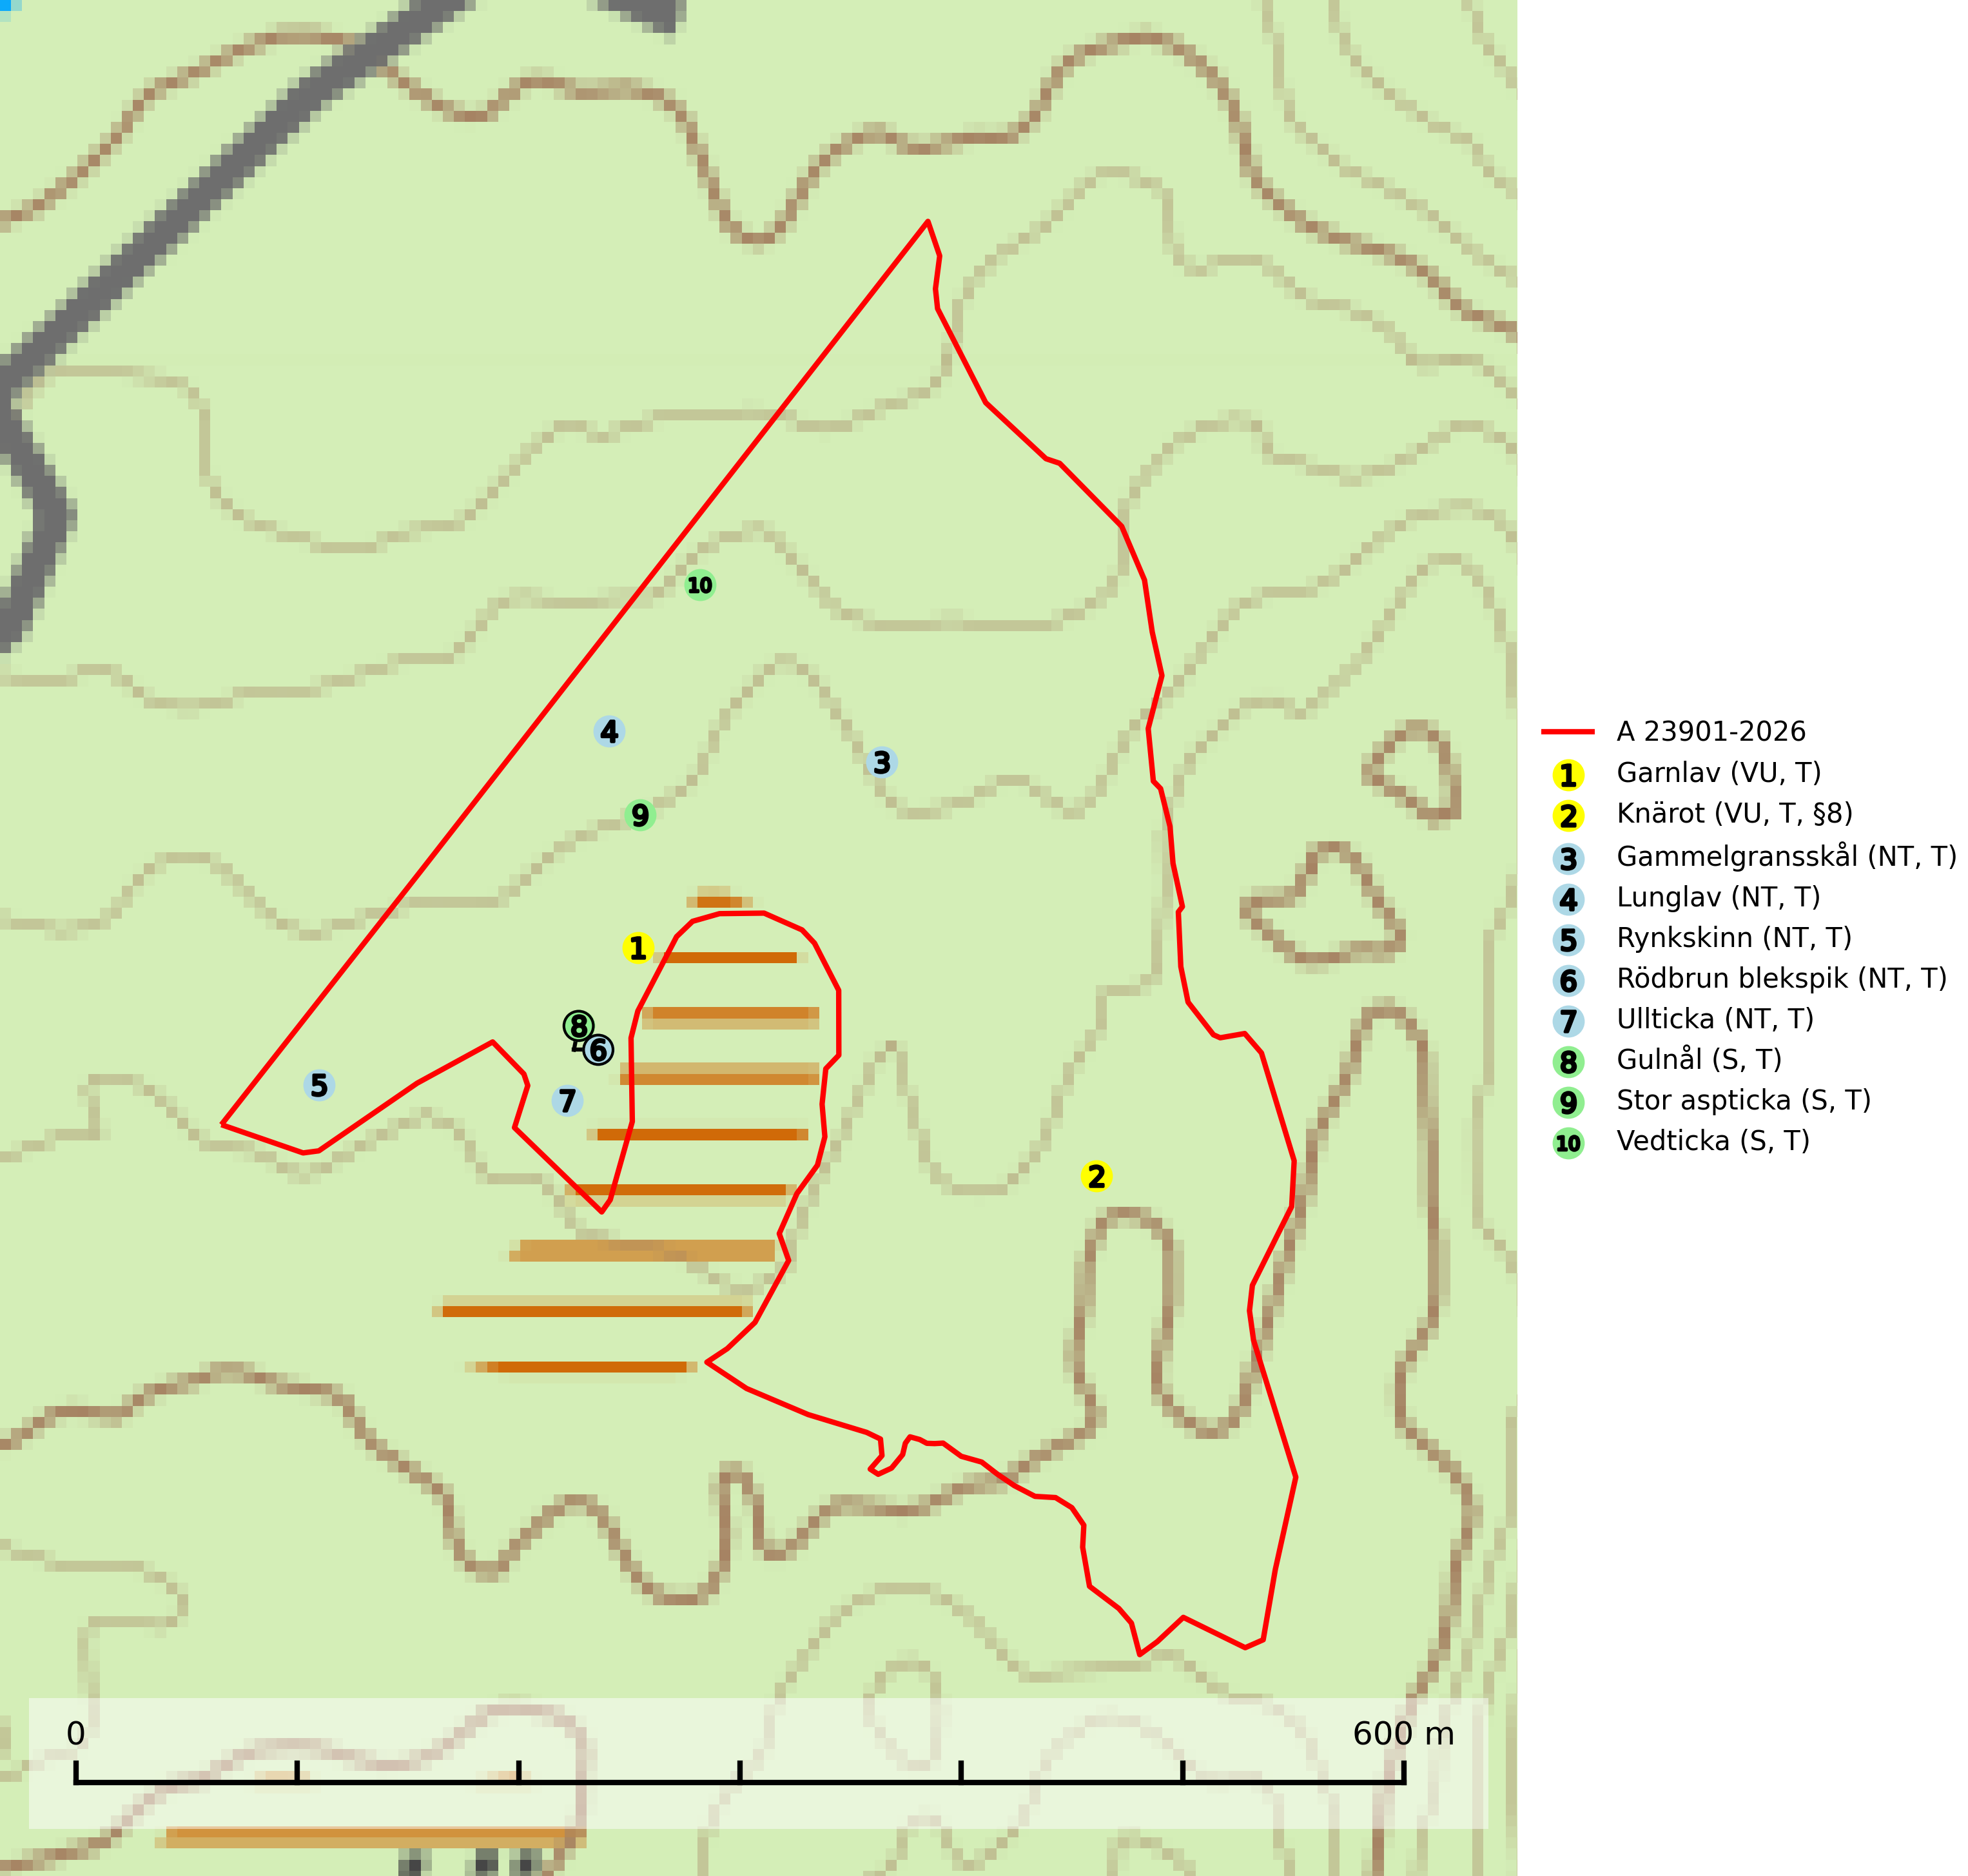 10
4
3
9
1
8
6
5
7
2
A 23901-2026
1 Garnlav (VU, T)
2 Knärot (VU, T, §8)
3 Gammelgransskål (NT, T)
4 Lunglav (NT, T)
5 Rynkskinn (NT, T)
6 Rödbrun blekspik (NT, T)
7 Ullticka (NT, T)
8 Gulnål (S, T)
9 Stor aspticka (S, T)
10 Vedticka (S, T)
0 600 m